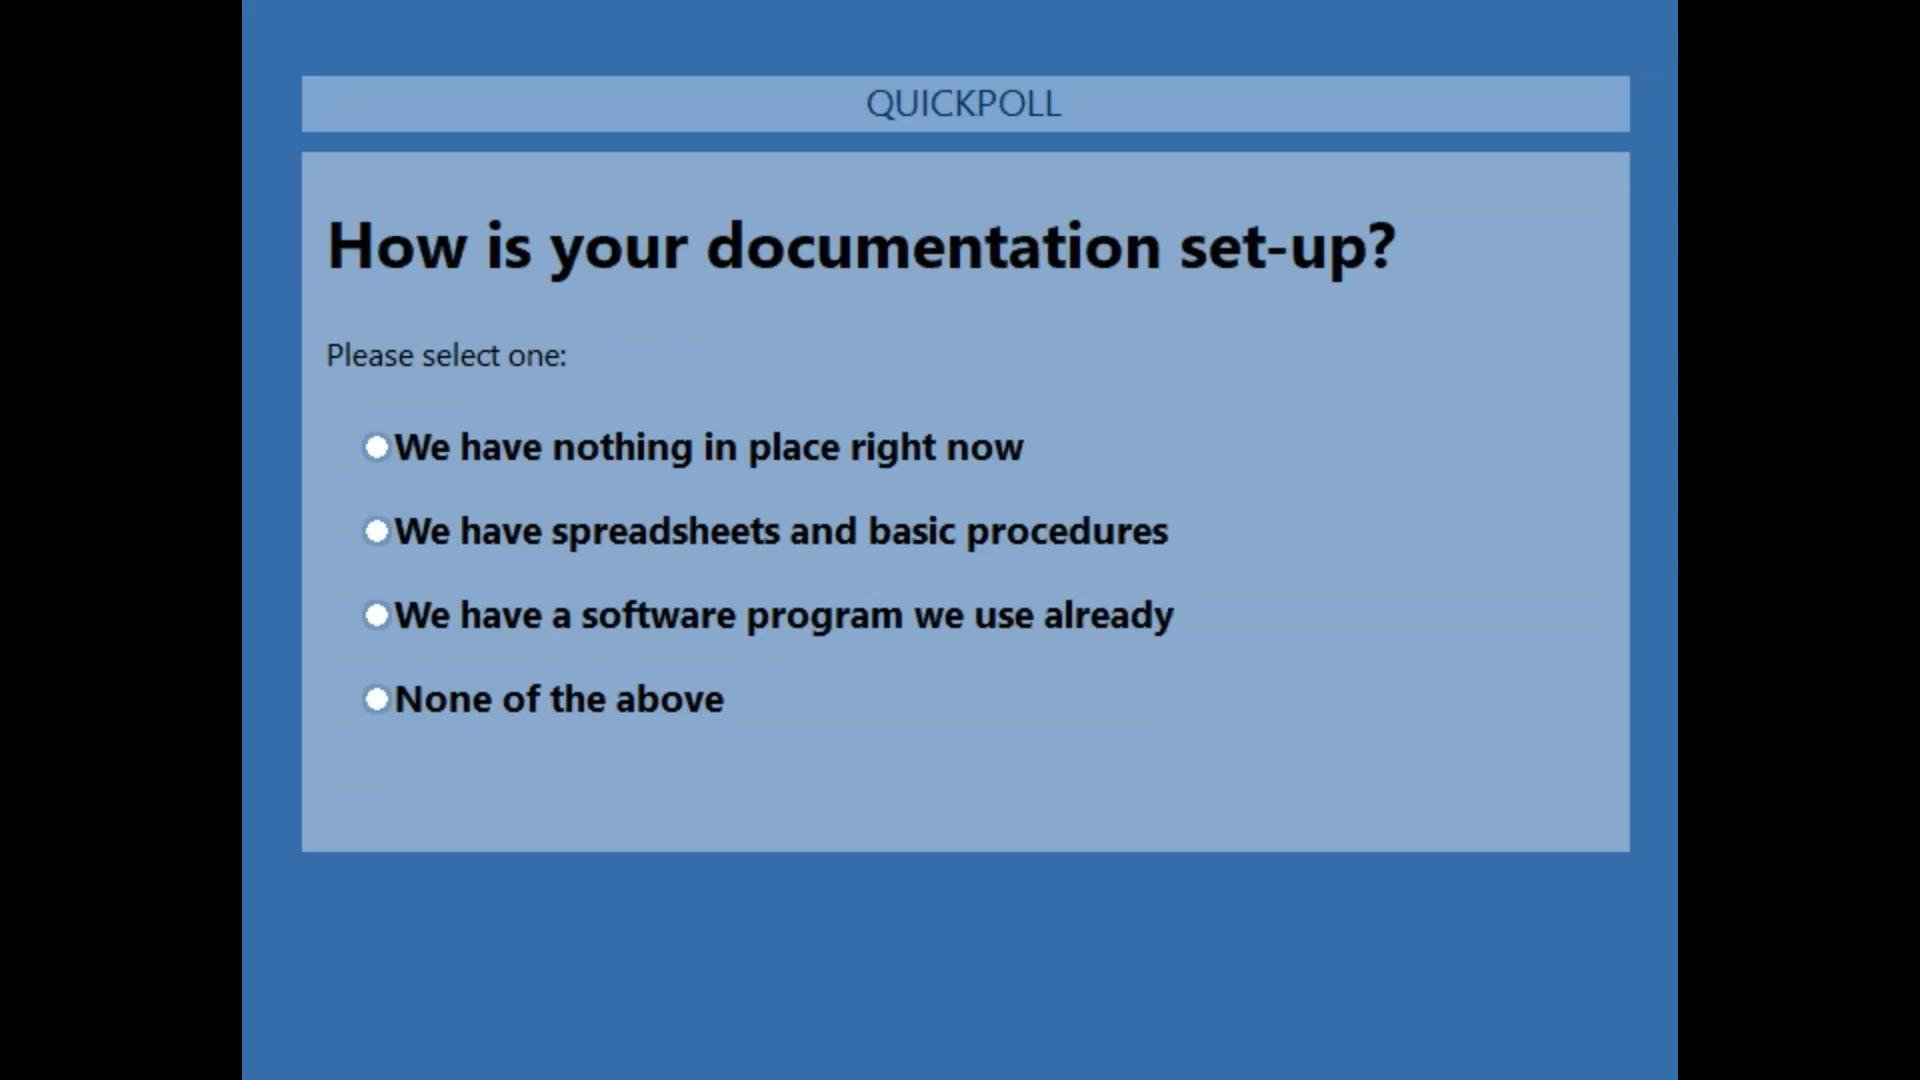 QUICKPOLL
How is your documentation set-up?
Please select one:
We have nothing in place right now
We have spreadsheets and basic procedures
We have a software program we use already
None of the above